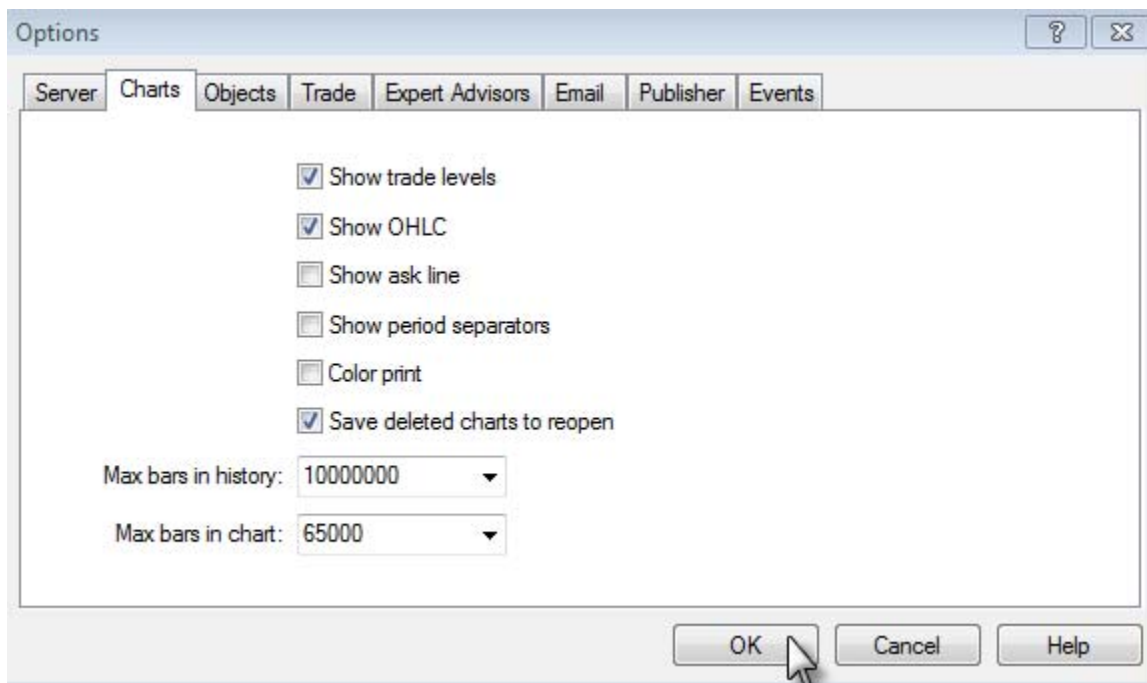 Options
Server Charts Objects Trade Expert Advisors Email Publisher Events
Show trade levels
Show OHLC
Show ask line
Show period separators
Color print
Save deleted charts to reopen
Max bars in history: 10000000
Max bars in chart: 65000
OK Cancel Help